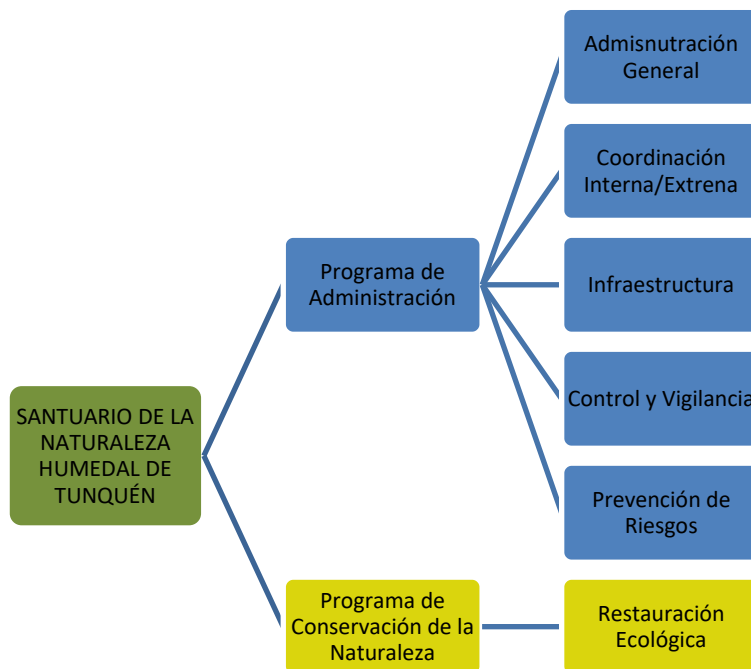 Admisnutración
General
Coordinación
Interna/Extrena
Programa de
Administración
Infraestructura
Control y Vigilancia
SANTUARIO DE LA
NATURALEZA
HUMEDAL DE
TUNQUÉN
Prevención de
Riesgos
Programa de
Conservación de la
Naturaleza
Restauración
Ecológica